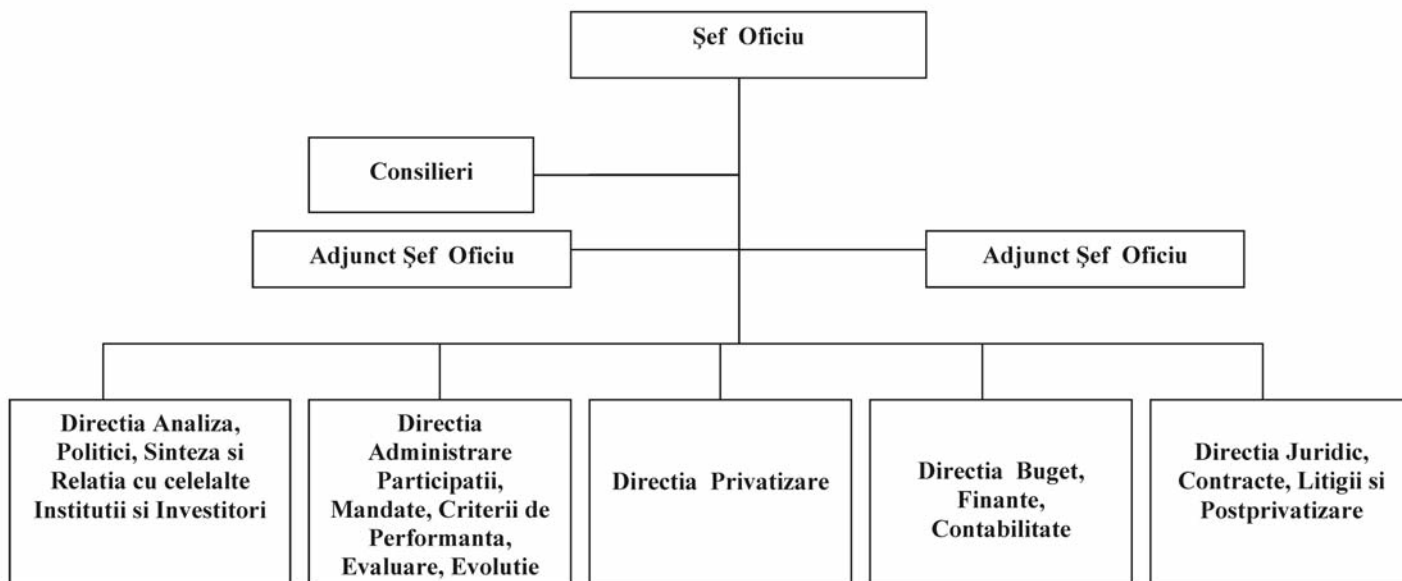 Şef Oficiu
Consilieri
Adjunct Şef Oficiu
Adjunct Şef Oficiu
Directia Analiza,
Politici, Sinteza si
Relatia cu celelalte
Institutii si Investitori
Directia
Administrare
Participatii,
Mandate, Criterii de
Performanta,
Evaluare, Evolutie
Directia Privatizare
Directia Buget,
Finante,
Contabilitate
Directia Juridic,
Contracte, Litigii si
Postprivatizare